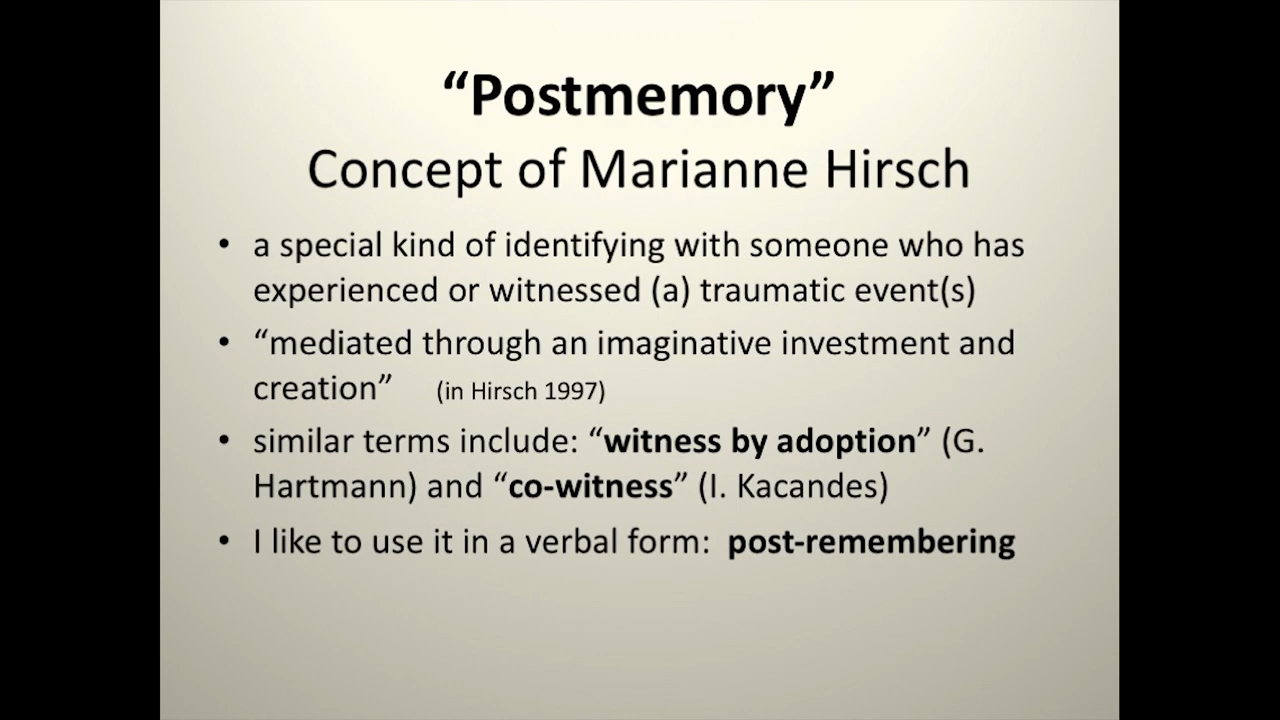 “Postmemory”
Concept of Marianne Hirsch
• a special kind of identifying with someone who has
experienced or witnessed (a) traumatic event(s)
• “mediated through an imaginative investment and
creation” (in Hirsch 1997)
• similar terms include: “witness by adoption” (G.
Hartmann) and “co-witness” (I. Kacandes)
• I like to use it in a verbal form: post-remembering